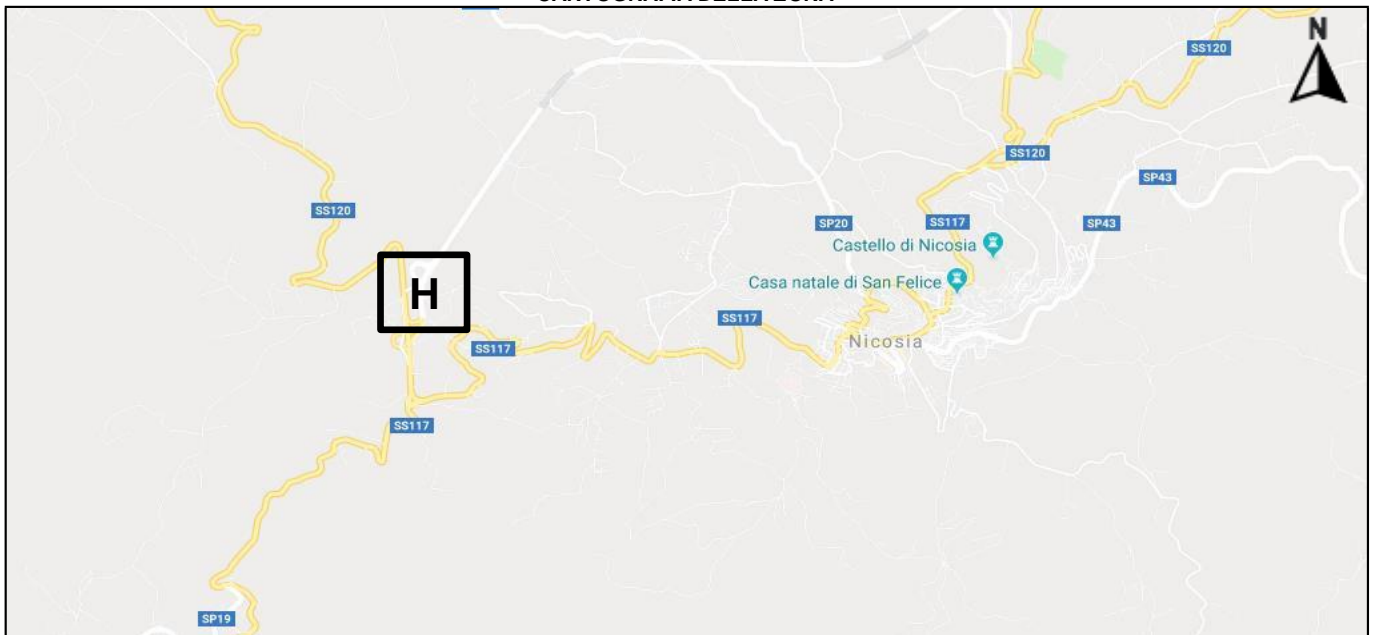 N
SS120
SS120
SP43
SS120
SP20
SS117
SP43
Castello di Nicosia
Casa natale di San Felice
H
SS117
Nicosia
SS117
SS117
SP19